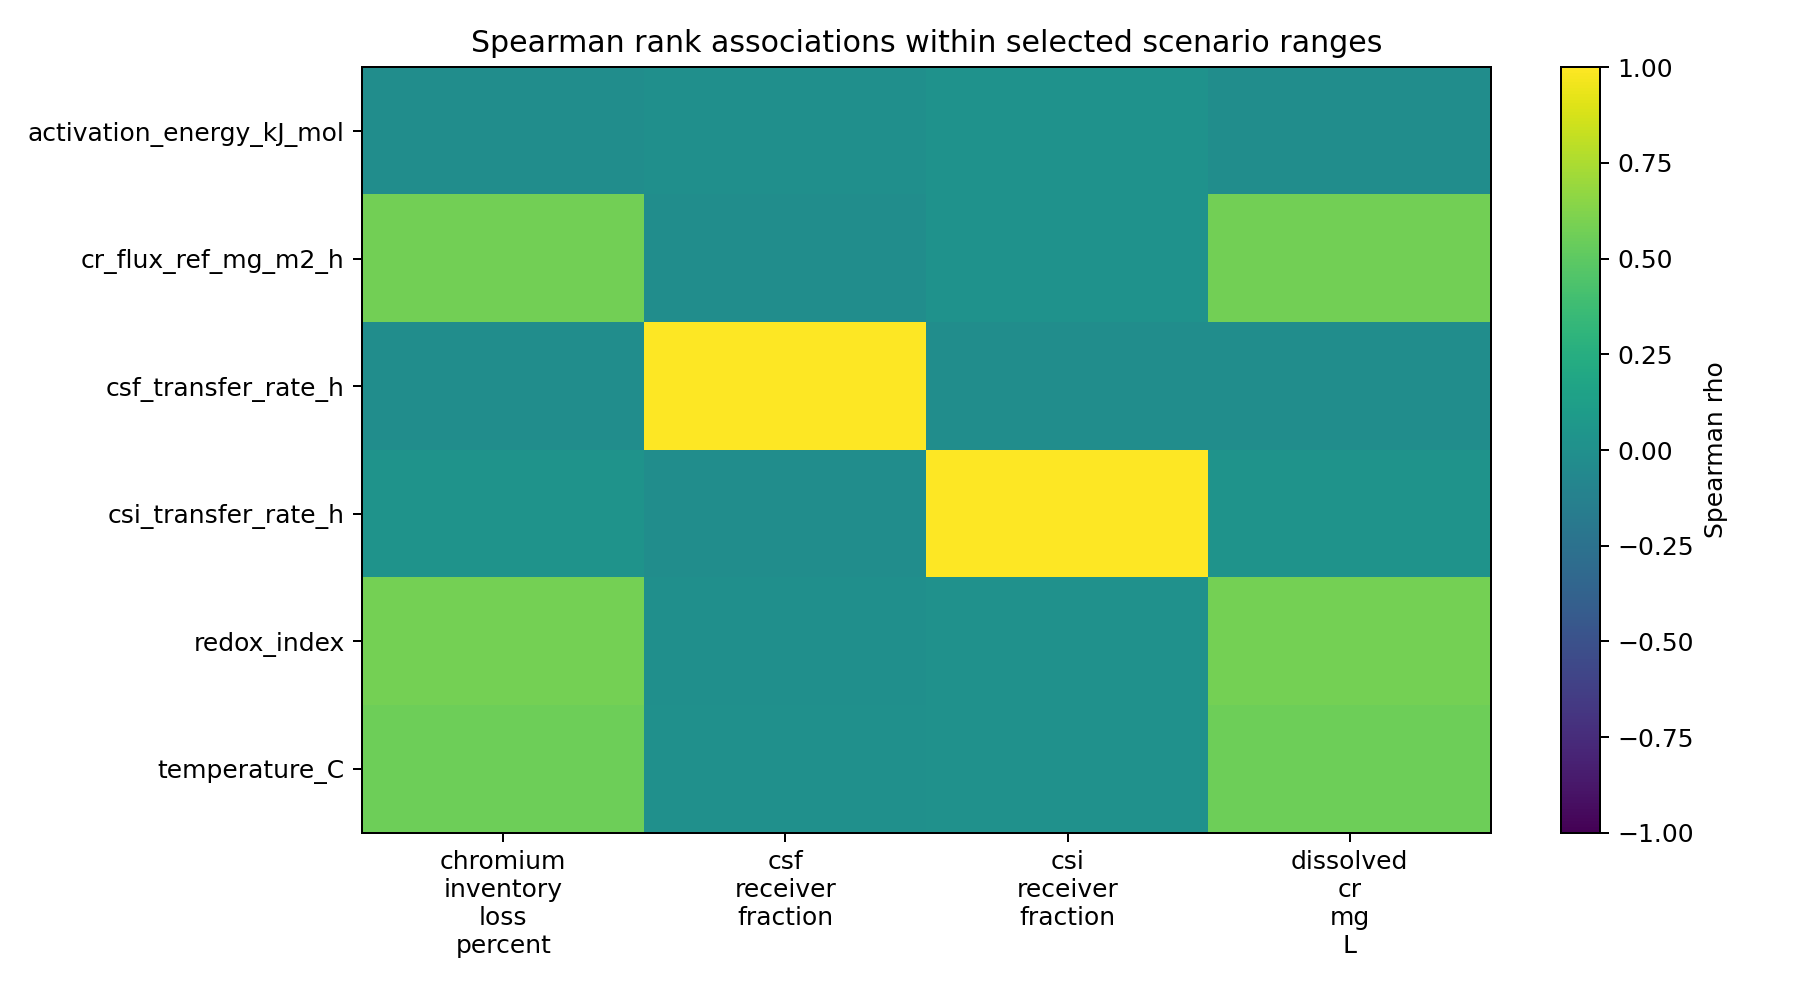 Spearman rank associations within selected scenario ranges
activation_energy_kJ_mol
cr_flux_ref_mg_m2_h
csf_transfer_rate_h
csi_transfer_rate_h
redox_index
temperature_C
chromium
inventory
loss
percent
csf
receiver
fraction
csi
receiver
fraction
dissolved
cr
mg
L
1.00
0.75
0.50
0.25
0.00
−0.25
−0.50
−0.75
−1.00
Spearman rho